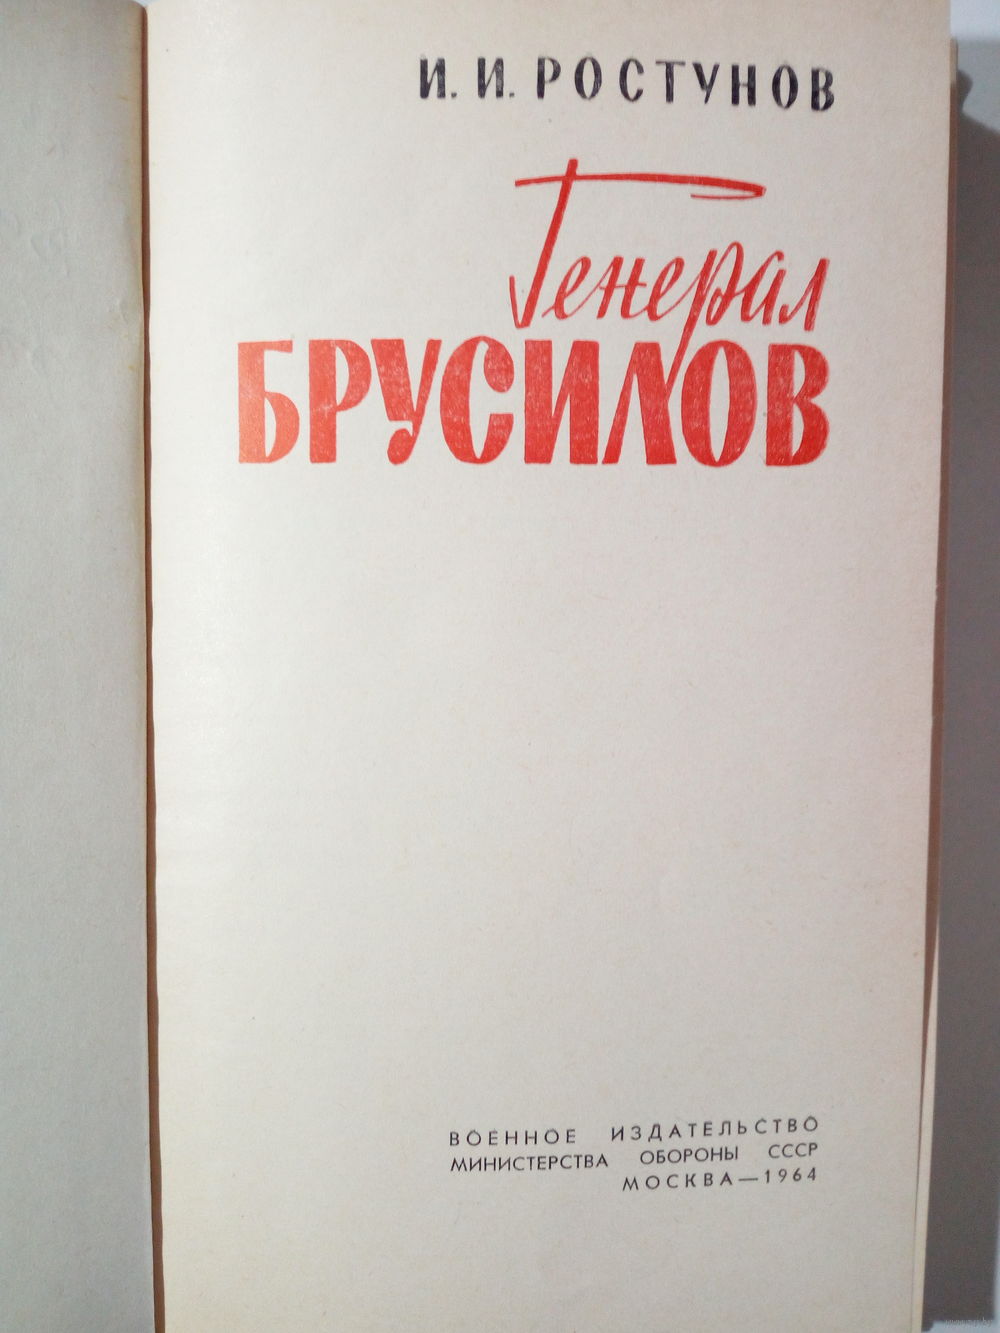 И. И. РОСТУНОВ
Генерал
БРУСИЛОВ
ВОЕННОЕ ИЗДАТЕЛЬСТВО
МИНИСТЕРСТВА ОБОРОНЫ СССР
МОСКВА—1964